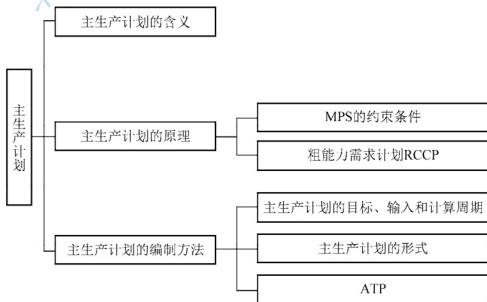 主生产计划
主生产计划的含义
主生产计划的原理
MPS的约束条件
粗能力需求计划RCCP
主生产计划的编制方法
主生产计划的目标、输入和计算周期
主生产计划的形式
ATP